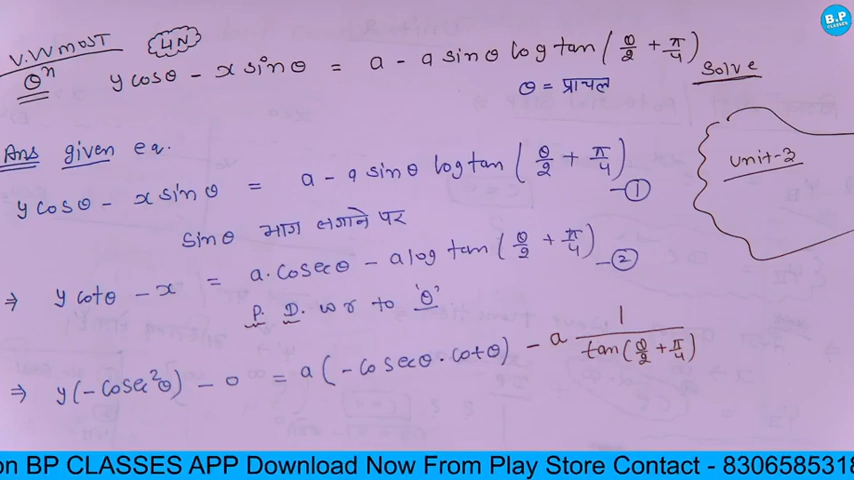 B.P
CLASSES
V.V Most 4N
Qⁿ y cosθ - x sinθ = a - a sinθ log tan(θ/2 + π/4) Solve
θ = प्राचल
Ans given eq.
y cosθ - x sinθ = a - a sinθ log tan(θ/2 + π/4) -①
Unit-3
sinθ भाग लगाने पर
⇒ y cotθ - x = a·cosecθ - a log tan(θ/2 + π/4) -②
P. D. w r to 'θ'
⇒ y(-cosec²θ) - 0 = a(-cosecθ·cotθ) - a 1/tan(θ/2 + π/4)
on BP CLASSES APP Download Now From Play Store Contact - 8306585318